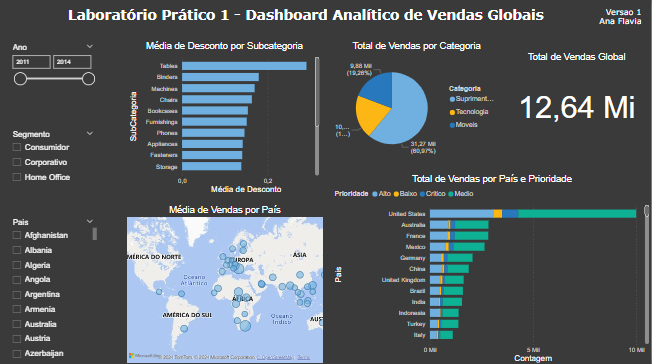 Laboratório Prático 1 - Dashboard Analítico de Vendas Globais
Versao 1
Ana Flavia
Ano
2011
2014
Segmento
Consumidor
Corporativo
Home Office
Pais
Afghanistan
Albania
Algeria
Angola
Argentina
Armenia
Australia
Austria
Azerbaijan
Média de Desconto por Subcategoria
SubCategoria
Tables
Binders
Machines
Chairs
Bookcases
Furnishings
Phones
Appliances
Fasteners
Storage
0,0
0,2
Média de Desconto
Total de Vendas por Categoria
9,88 Mil
(19,26%)
10,...
(1...)
31,27 Mil
(60,97%)
Categoria
Supriment...
Tecnologia
Moveis
Total de Vendas Global
12,64 Mi
Média de Vendas por País
AMÉRICA DO NORTE
EUROPA
ÁSIA
Oceano
Atlântico
ÁFRICA
AMÉRICA DO SUL
Oceano
Índico
© 2024 TomTom, © 2024 Microsoft Corporation, © OpenStreetMap Terms
Total de Vendas por País e Prioridade
Prioridade
Alto
Baixo
Critico
Medio
País
United States
Australia
France
Mexico
Germany
China
United Kingdom
Brazil
India
Indonesia
Turkey
Italy
0 Mil
5 Mil
10 Mil
Contagem